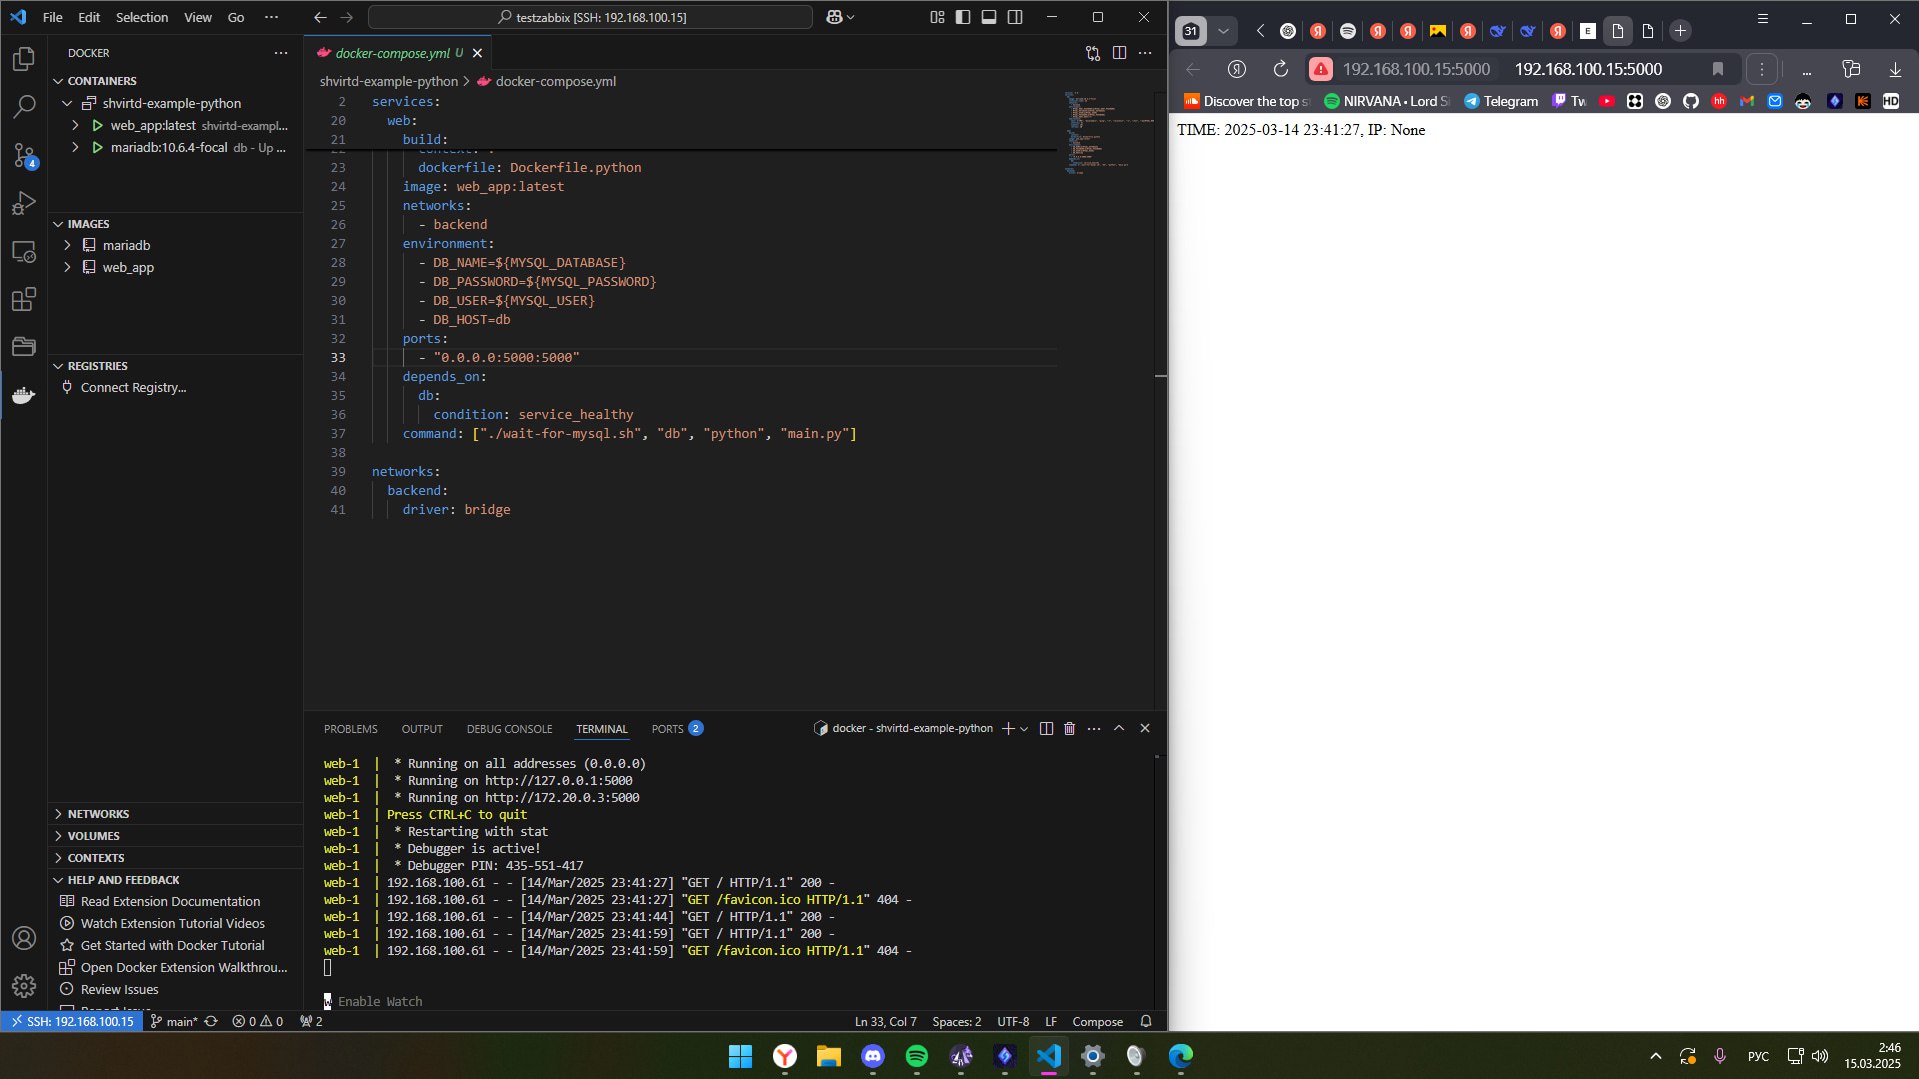 File Edit Selection View Go ···
testzabbix [SSH: 192.168.100.15]
DOCKER
CONTAINERS
shvirtd-example-python
web_app:latest shvirtd-exampl...
mariadb:10.6.4-focal db - Up ...
IMAGES
mariadb
web_app
REGISTRIES
Connect Registry...
NETWORKS
VOLUMES
CONTEXTS
HELP AND FEEDBACK
Read Extension Documentation
Watch Extension Tutorial Videos
Get Started with Docker Tutorial
Open Docker Extension Walkthrou...
Review Issues
4
docker-compose.yml U
shvirtd-example-python > docker-compose.yml
2 services:
20 web:
21 build:
23 dockerfile: Dockerfile.python
24 image: web_app:latest
25 networks:
26 - backend
27 environment:
28 - DB_NAME=${MYSQL_DATABASE}
29 - DB_PASSWORD=${MYSQL_PASSWORD}
30 - DB_USER=${MYSQL_USER}
31 - DB_HOST=db
32 ports:
33 - "0.0.0.0:5000:5000"
34 depends_on:
35 db:
36 condition: service_healthy
37 command: ["./wait-for-mysql.sh", "db", "python", "main.py"]
38
39 networks:
40 backend:
41 driver: bridge
PROBLEMS OUTPUT DEBUG CONSOLE TERMINAL PORTS 2
docker - shvirtd-example-python
web-1 | * Running on all addresses (0.0.0.0)
web-1 | * Running on http://127.0.0.1:5000
web-1 | * Running on http://172.20.0.3:5000
web-1 | Press CTRL+C to quit
web-1 | * Restarting with stat
web-1 | * Debugger is active!
web-1 | * Debugger PIN: 435-551-417
web-1 | 192.168.100.61 - - [14/Mar/2025 23:41:27] "GET / HTTP/1.1" 200 -
web-1 | 192.168.100.61 - - [14/Mar/2025 23:41:27] "GET /favicon.ico HTTP/1.1" 404 -
web-1 | 192.168.100.61 - - [14/Mar/2025 23:41:44] "GET / HTTP/1.1" 200 -
web-1 | 192.168.100.61 - - [14/Mar/2025 23:41:59] "GET / HTTP/1.1" 200 -
web-1 | 192.168.100.61 - - [14/Mar/2025 23:41:59] "GET /favicon.ico HTTP/1.1" 404 -
w Enable Watch
SSH: 192.168.100.15 main* 0 0 2
Ln 33, Col 7 Spaces: 2 UTF-8 LF Compose
31
192.168.100.15:5000 192.168.100.15:5000
Discover the top s NIRVANA • Lord S Telegram Tw hh HD
TIME: 2025-03-14 23:41:27, IP: None
РУС
2:46
15.03.2025